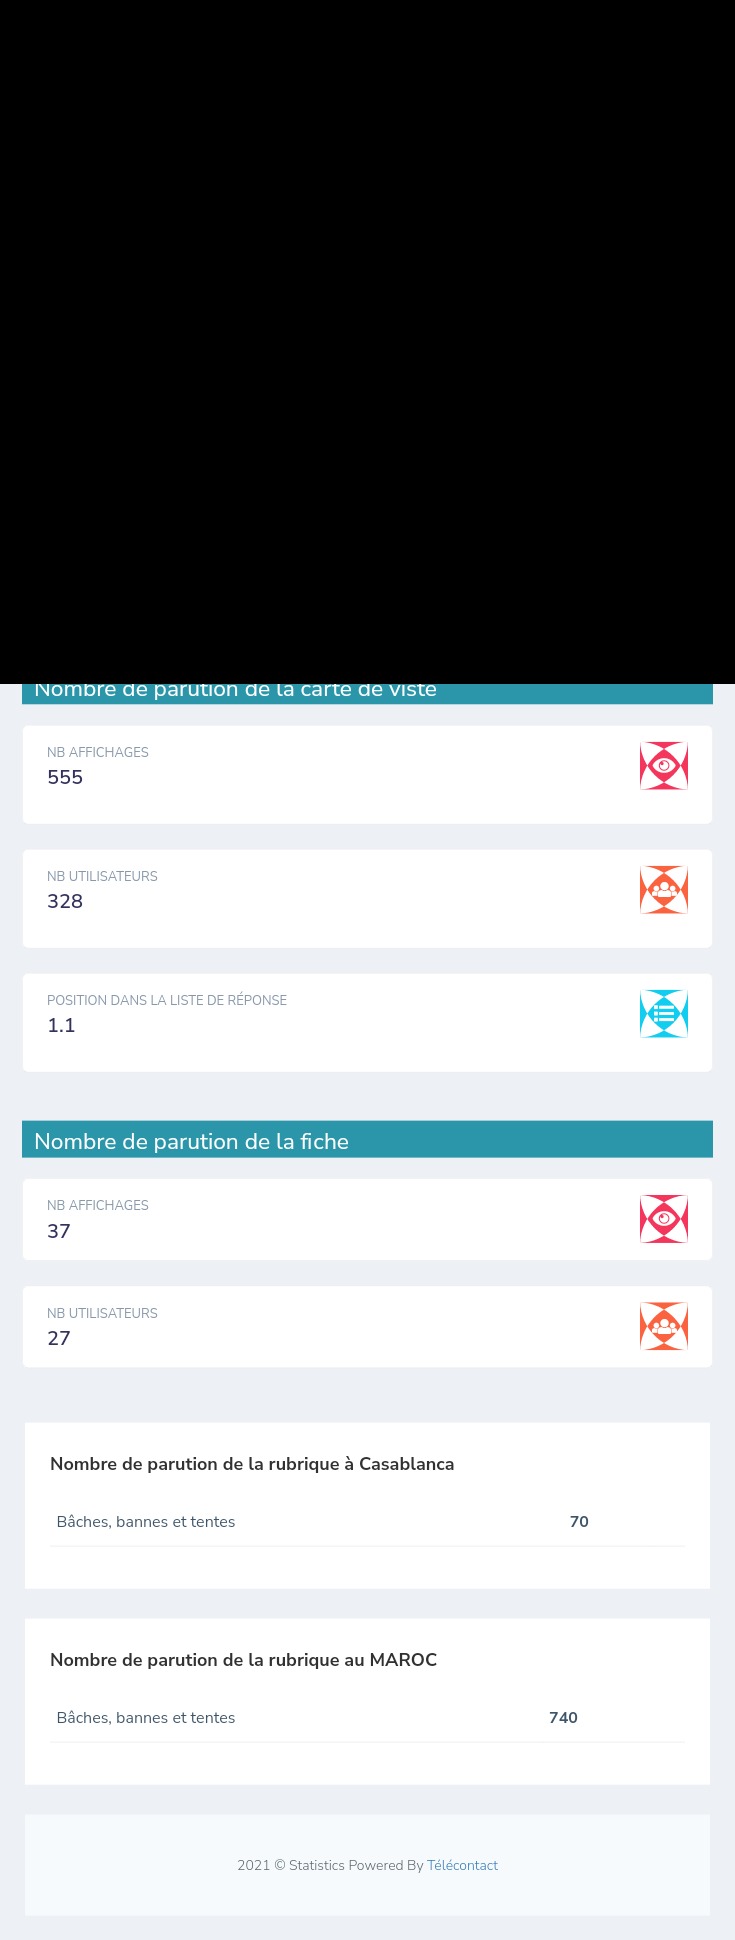 Nombre de parution de la carte de viste
NB AFFICHAGES
555
NB UTILISATEURS
328
POSITION DANS LA LISTE DE RÉPONSE
1.1
Nombre de parution de la fiche
NB AFFICHAGES
37
NB UTILISATEURS
27
Nombre de parution de la rubrique à Casablanca
Bâches, bannes et tentes 70
Nombre de parution de la rubrique au MAROC
Bâches, bannes et tentes 740
2021 © Statistics Powered By Télécontact